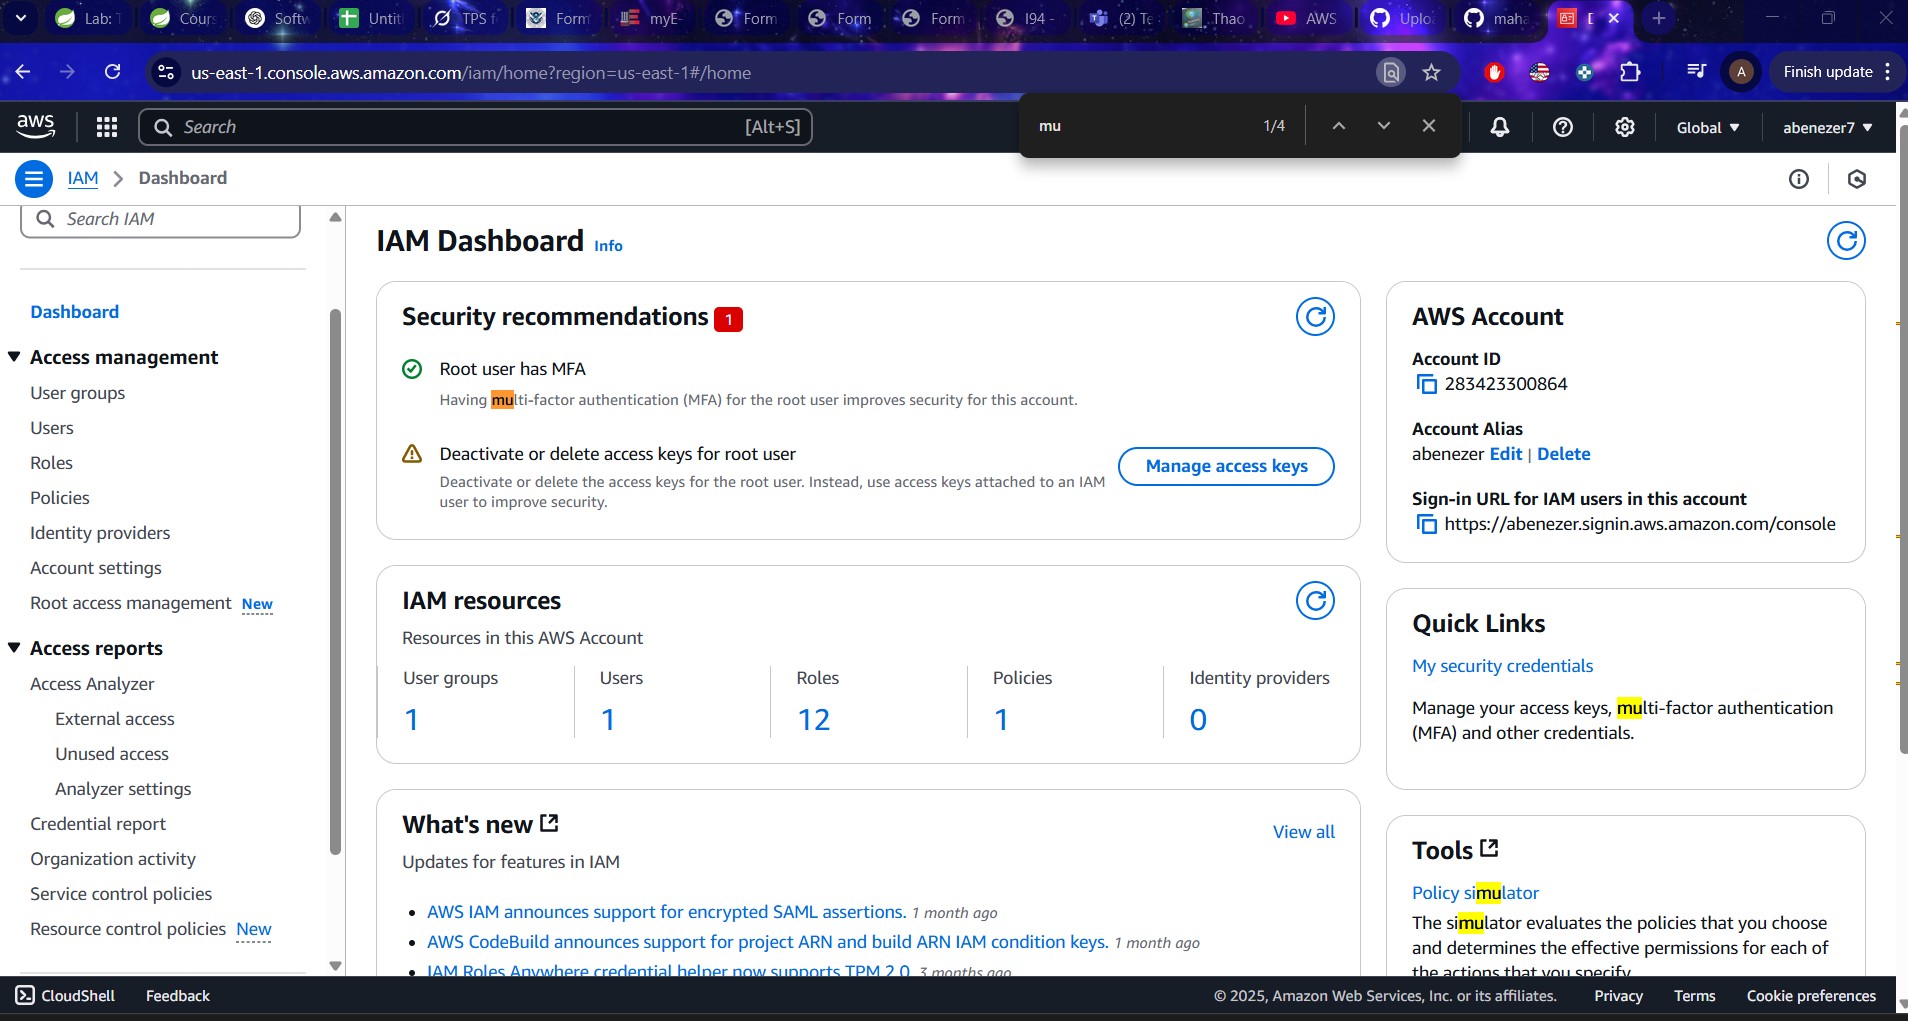 Lab: T
Cours
Softw
Untit
TPS f
Form
myE-
Form
Form
Form
I94 -
(2) Te
Thao
AWS
Uplo
maha
us-east-1.console.aws.amazon.com/iam/home?region=us-east-1#/home
A
Finish update
aws
Search
[Alt+S]
mu
1/4
Global
abenezer7
IAM
Dashboard
Search IAM
Dashboard
Access management
User groups
Users
Roles
Policies
Identity providers
Account settings
Root access management New
Access reports
Access Analyzer
External access
Unused access
Analyzer settings
Credential report
Organization activity
Service control policies
Resource control policies New
IAM Dashboard Info
Security recommendations 1
Root user has MFA
Having multi-factor authentication (MFA) for the root user improves security for this account.
Deactivate or delete access keys for root user
Deactivate or delete the access keys for the root user. Instead, use access keys attached to an IAM
user to improve security.
Manage access keys
IAM resources
Resources in this AWS Account
User groups
1
Users
1
Roles
12
Policies
1
Identity providers
0
What's new
View all
Updates for features in IAM
AWS IAM announces support for encrypted SAML assertions. 1 month ago
AWS CodeBuild announces support for project ARN and build ARN IAM condition keys. 1 month ago
IAM Roles Anywhere credential helper now supports TPM 2.0. 3 months ago
AWS Account
Account ID
283423300864
Account Alias
abenezer Edit | Delete
Sign-in URL for IAM users in this account
https://abenezer.signin.aws.amazon.com/console
Quick Links
My security credentials
Manage your access keys, multi-factor authentication
(MFA) and other credentials.
Tools
Policy simulator
The simulator evaluates the policies that you choose
and determines the effective permissions for each of
the actions that you specify.
CloudShell
Feedback
© 2025, Amazon Web Services, Inc. or its affiliates.
Privacy
Terms
Cookie preferences